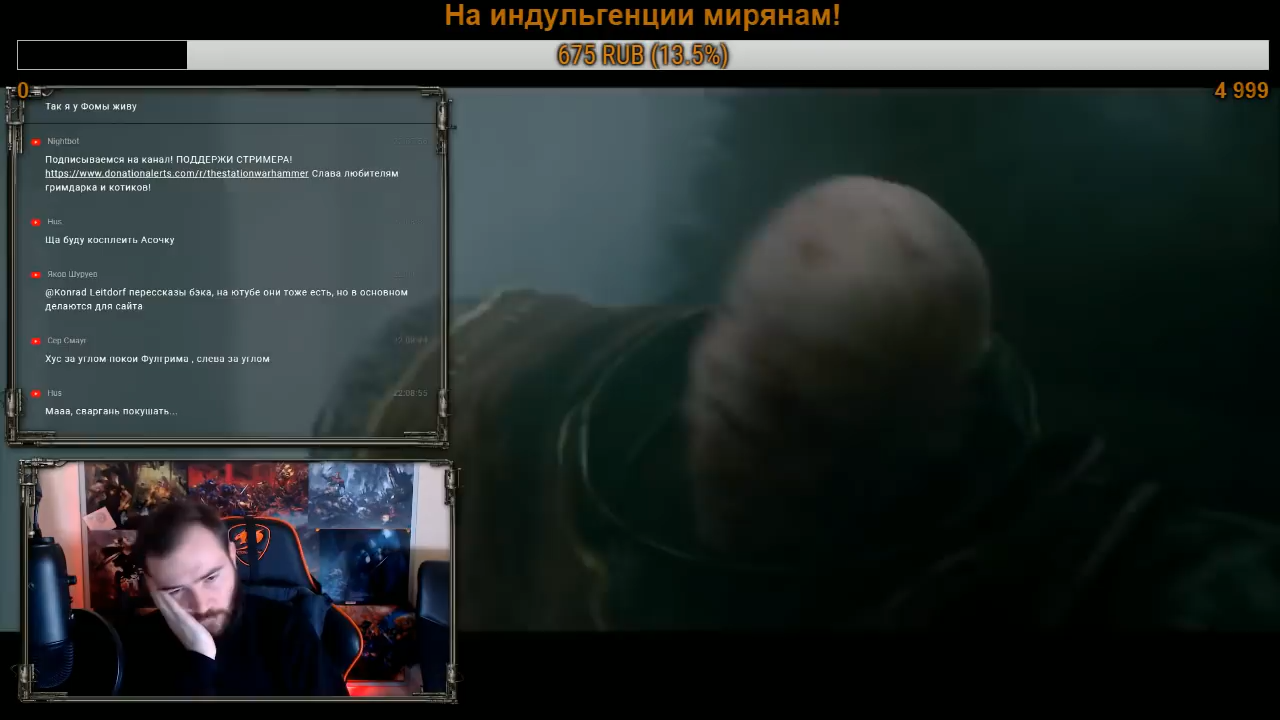 На индульгенции мирянам!
675 RUB (13.5%)
0
4 999
Так я у Фомы живу
Nightbot
Подписываемся на канал! ПОДДЕРЖИ СТРИМЕРА!
https://www.donationalerts.com/r/thestationwarhammer Слава любителям
гримдарка и котиков!
Hus
Ща буду косплеить Асочку
Яков Шуруев
@Konrad Leitdorf перессказы бэка, на ютубе они тоже есть, но в основном
делаются для сайта
Сер Смауг
Хус за углом покои Фулгрима , слева за углом
Hus
22:08:55
Мааа, сваргань покушать...